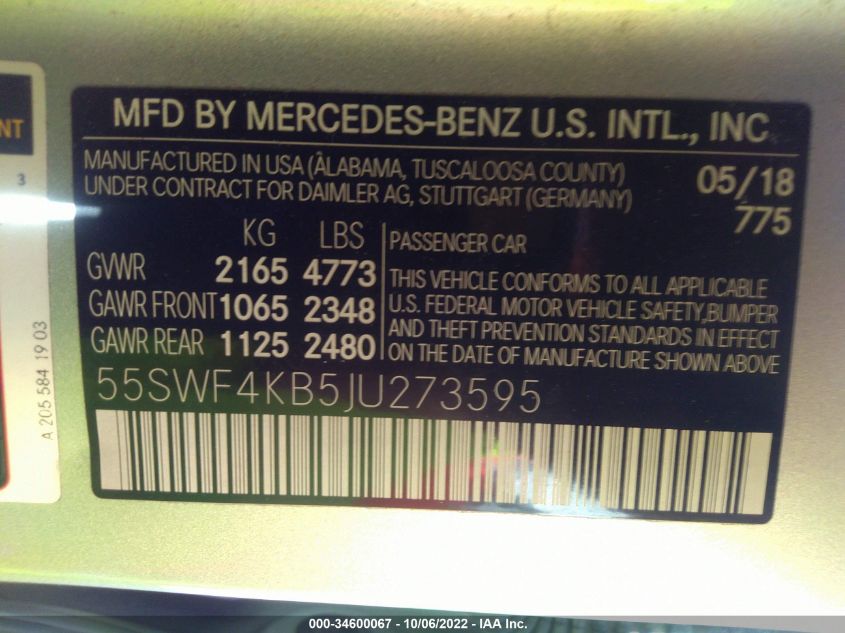 MFD BY MERCEDES-BENZ U.S. INTL., INC
MANUFACTURED IN USA (ALABAMA, TUSCALOOSA COUNTY)
UNDER CONTRACT FOR DAIMLER AG, STUTTGART (GERMANY)
05/18
775
KG LBS
GVWR 2165 4773
GAWR FRONT 1065 2348
GAWR REAR 1125 2480
PASSENGER CAR
THIS VEHICLE CONFORMS TO ALL APPLICABLE
U.S. FEDERAL MOTOR VEHICLE SAFETY, BUMPER
AND THEFT PREVENTION STANDARDS IN EFFECT
ON THE DATE OF MANUFACTURE SHOWN ABOVE
55SWF4KB5JU273595
3
A 205 584 19 03
000-34600067 - 10/06/2022 - IAA Inc.